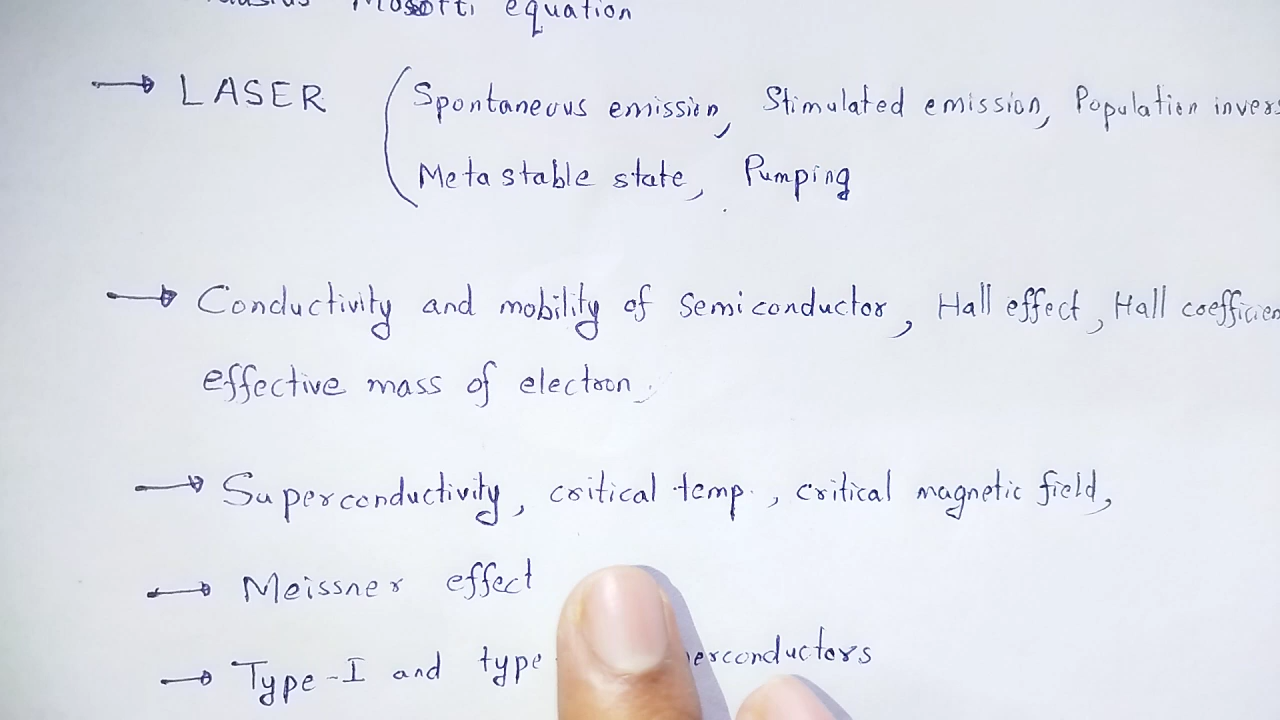 Mosotti equation
→ LASER (Spontaneous emission, Stimulated emission, Population invers
Metastable state, Pumping
→ Conductivity and mobility of semiconductor, Hall effect, Hall coefficien
effective mass of electron.
→ Superconductivity, critical temp., critical magnetic field,
→ Meissner effect
→ Type-I and type erconductors